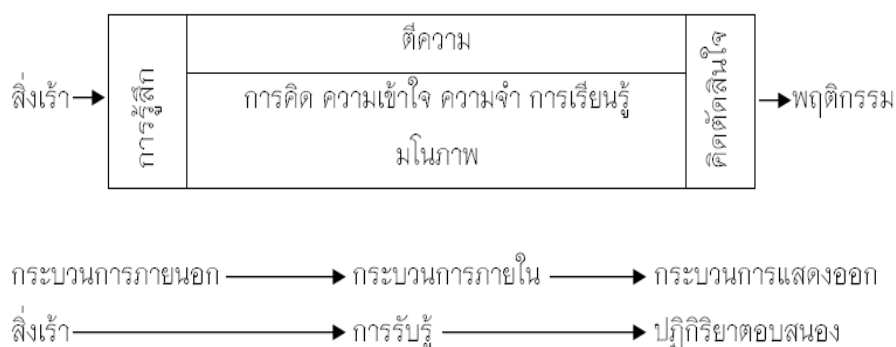 สิ่งเร้า
การรู้สึก
ตีความ
การคิด ความเข้าใจ ความจำ การเรียนรู้
มโนภาพ
คิดตัดสินใจ
พฤติกรรม
กระบวนการภายนอก กระบวนการภายใน กระบวนการแสดงออก
สิ่งเร้า การรับรู้ ปฏิกิริยาตอบสนอง